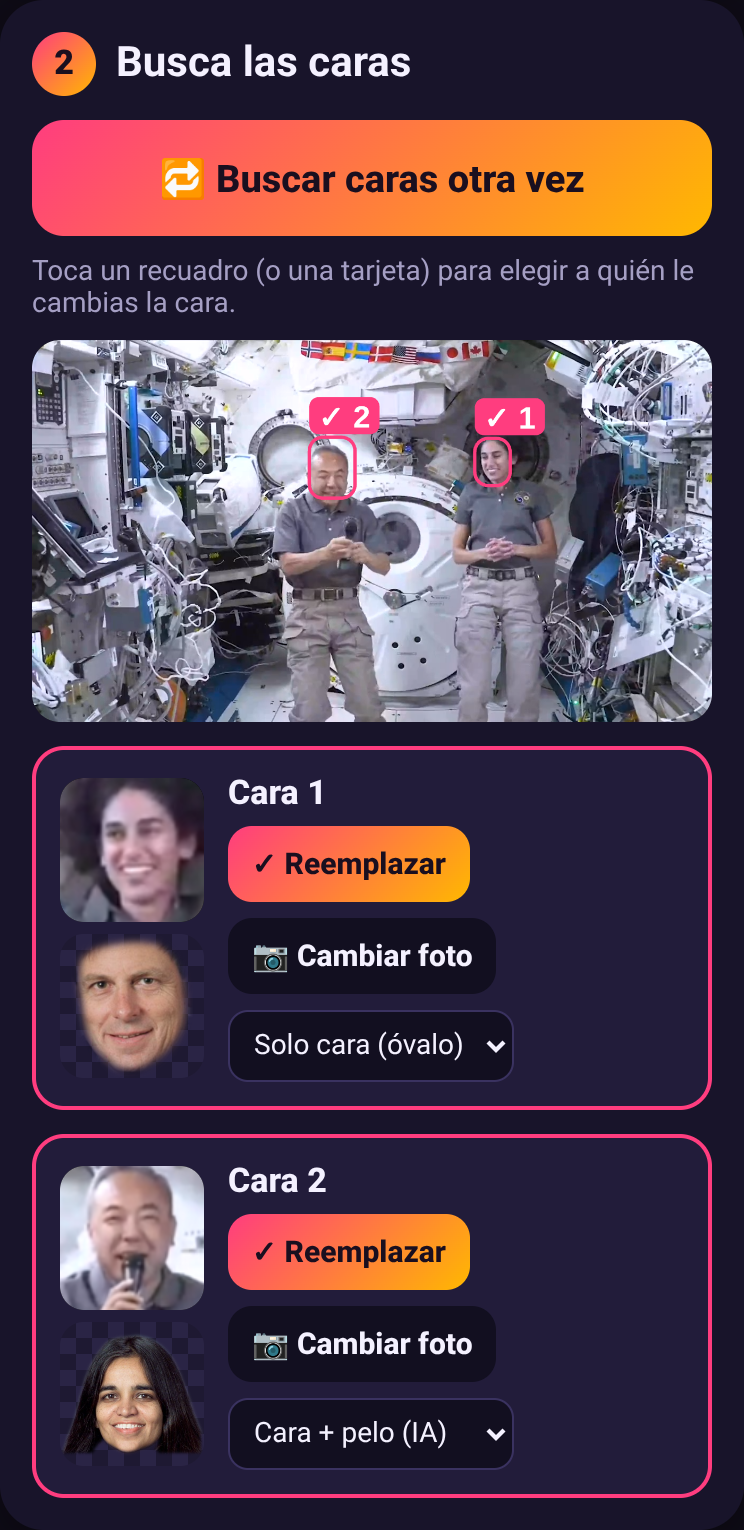 2 Busca las caras
🔁 Buscar caras otra vez
Toca un recuadro (o una tarjeta) para elegir a quién le
cambias la cara.
✓ 2
✓ 1
Cara 1
✓ Reemplazar
📷 Cambiar foto
Solo cara (óvalo)
Cara 2
✓ Reemplazar
📷 Cambiar foto
Cara + pelo (IA)